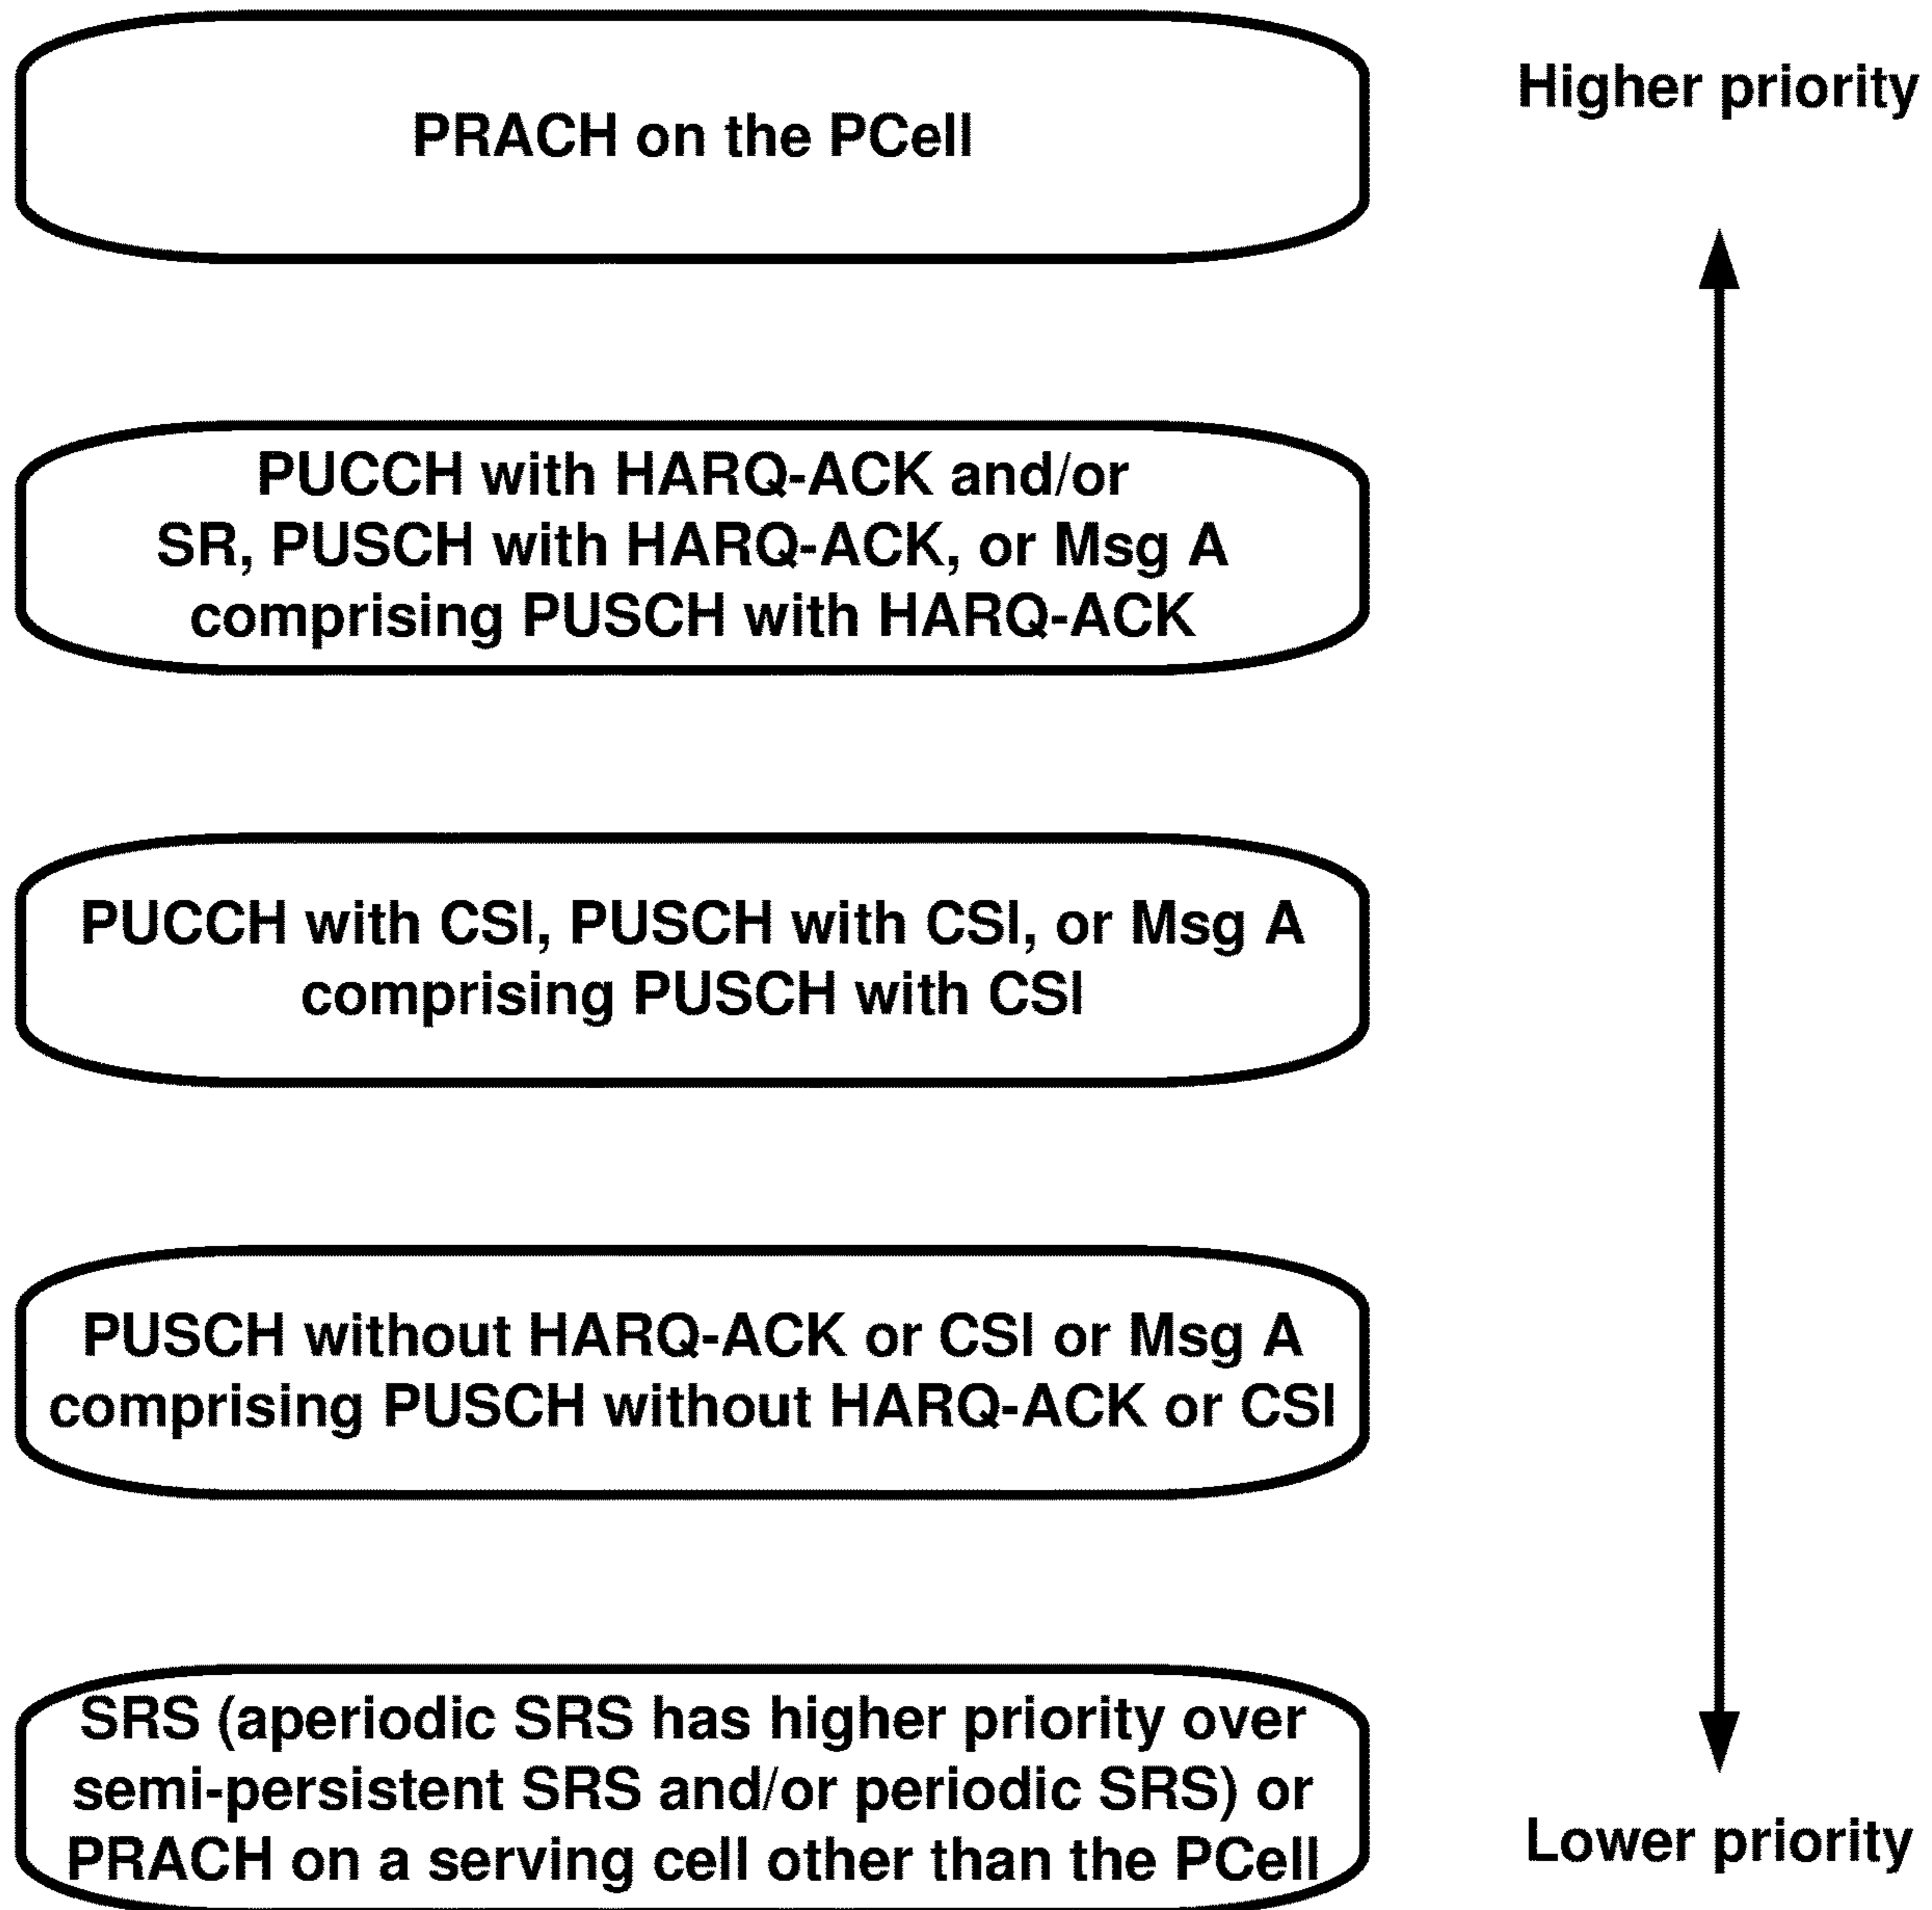 PRACH on the PCell
Higher priority
PUCCH with HARQ-ACK and/or
SR, PUSCH with HARQ-ACK, or Msg A
comprising PUSCH with HARQ-ACK
PUCCH with CSI, PUSCH with CSI, or Msg A
comprising PUSCH with CSI
PUSCH without HARQ-ACK or CSI or Msg A
comprising PUSCH without HARQ-ACK or CSI
SRS (aperiodic SRS has higher priority over
semi-persistent SRS and/or periodic SRS) or
PRACH on a serving cell other than the PCell
Lower priority